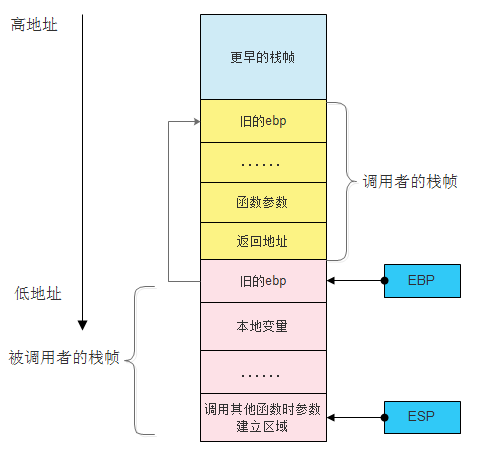 高地址
更早的栈帧
旧的ebp
......
函数参数
调用者的栈帧
返回地址
旧的ebp
EBP
低地址
本地变量
被调用者的栈帧
......
调用其他函数时参数
建立区域
ESP